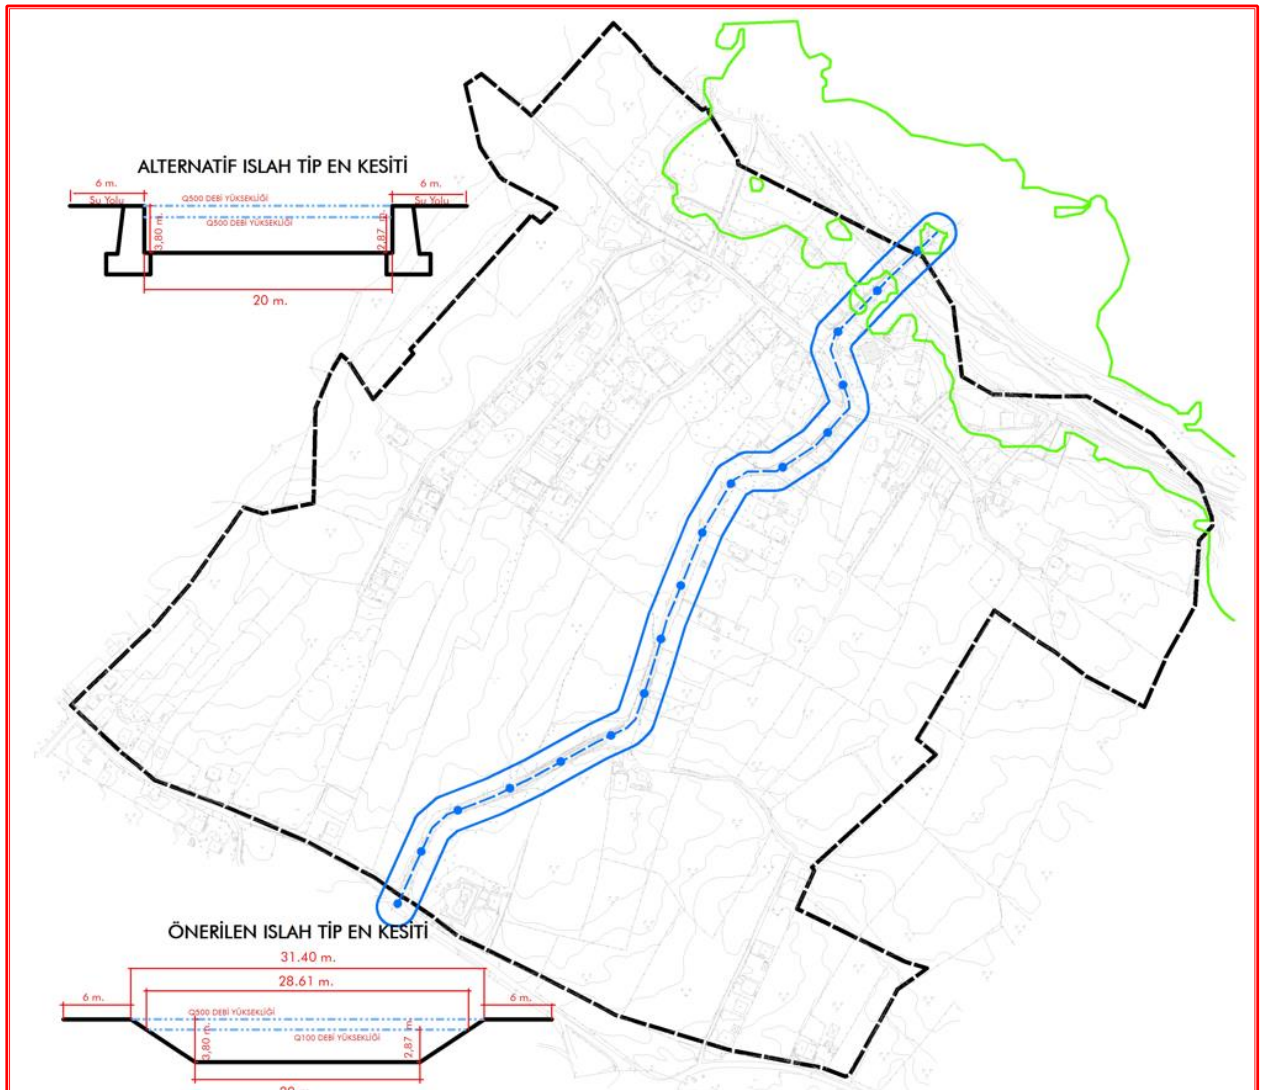 ALTERNATİF ISLAH TİP EN KESİTİ
6 m.
6 m.
Su Yolu
Q500 DEBİ YÜKSEKLİĞİ
Su Yolu
Q500 DEBİ YÜKSEKLİĞİ
3,80 m.
2,87 m.
20 m.
ÖNERİLEN ISLAH TİP EN KESİTİ
31.40 m.
28.61 m.
6 m.
6 m.
Q500 DEBİ YÜKSEKLİĞİ
Q100 DEBİ YÜKSEKLİĞİ
3,80 m.
2,87 m.
20 m.